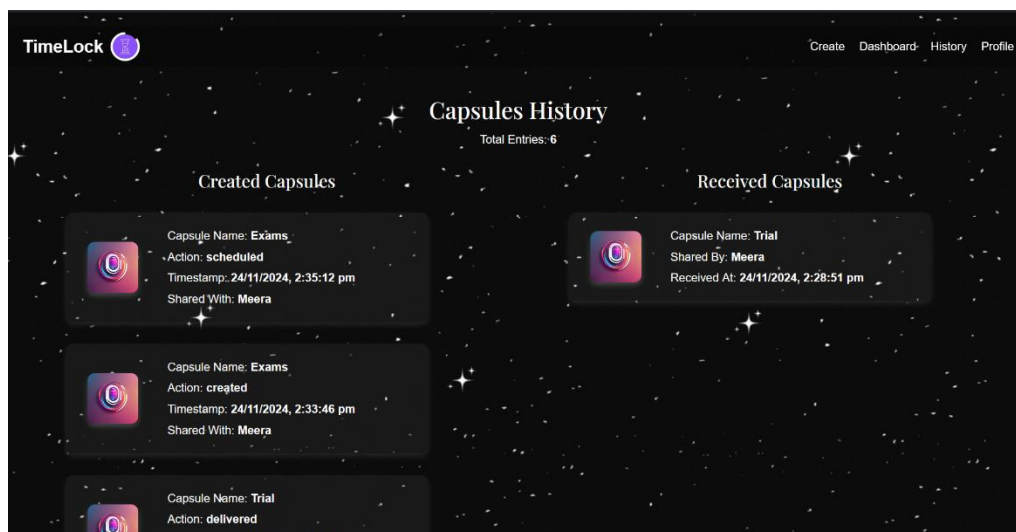 TimeLock
Create Dashboard History Profile
Capsules History
Total Entries: 6
Created Capsules
Capsule Name: Exams
Action: scheduled
Timestamp: 24/11/2024, 2:35:12 pm
Shared With: Meera
Capsule Name: Exams
Action: created
Timestamp: 24/11/2024, 2:33:46 pm
Shared With: Meera
Capsule Name: Trial
Action: delivered
Received Capsules
Capsule Name: Trial
Shared By: Meera
Received At: 24/11/2024, 2:28:51 pm